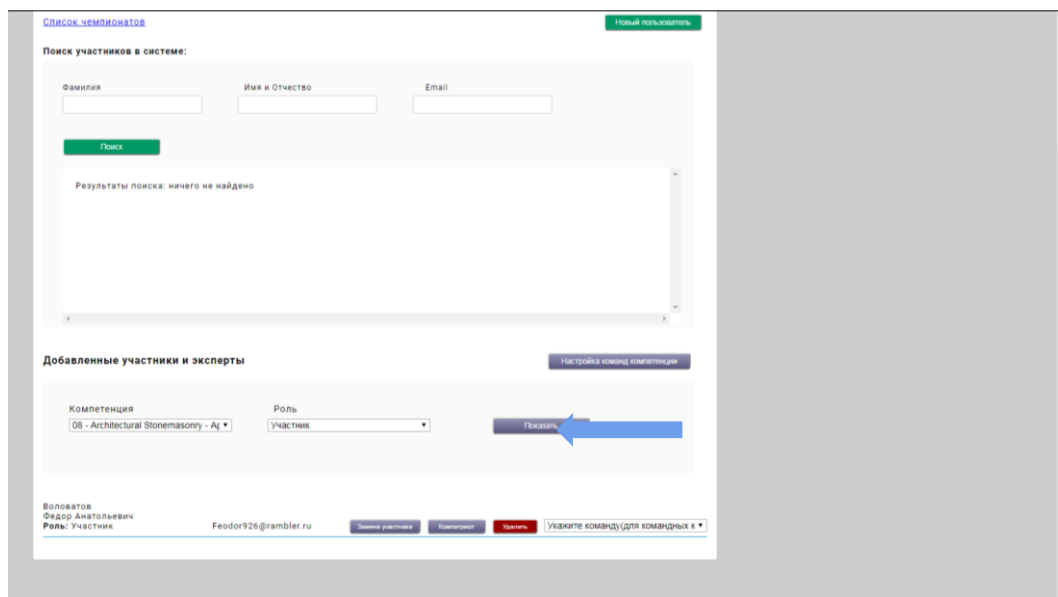 Список чемпионатов
Новый пользователь
Поиск участников в системе:
Фамилия
Имя и Отчество
Email
Поиск
Результаты поиска: ничего не найдено
Добавленные участники и эксперты
Настройка команд компетенции
Компетенция
Роль
08 - Architectural Stonemasonry - Ар
Участник
Показать
Воловатов
Федор Анатольевич
Роль: Участник
Feodor926@rambler.ru
Замена участника
Компатриот
Удалить
Укажите команду(для командных к